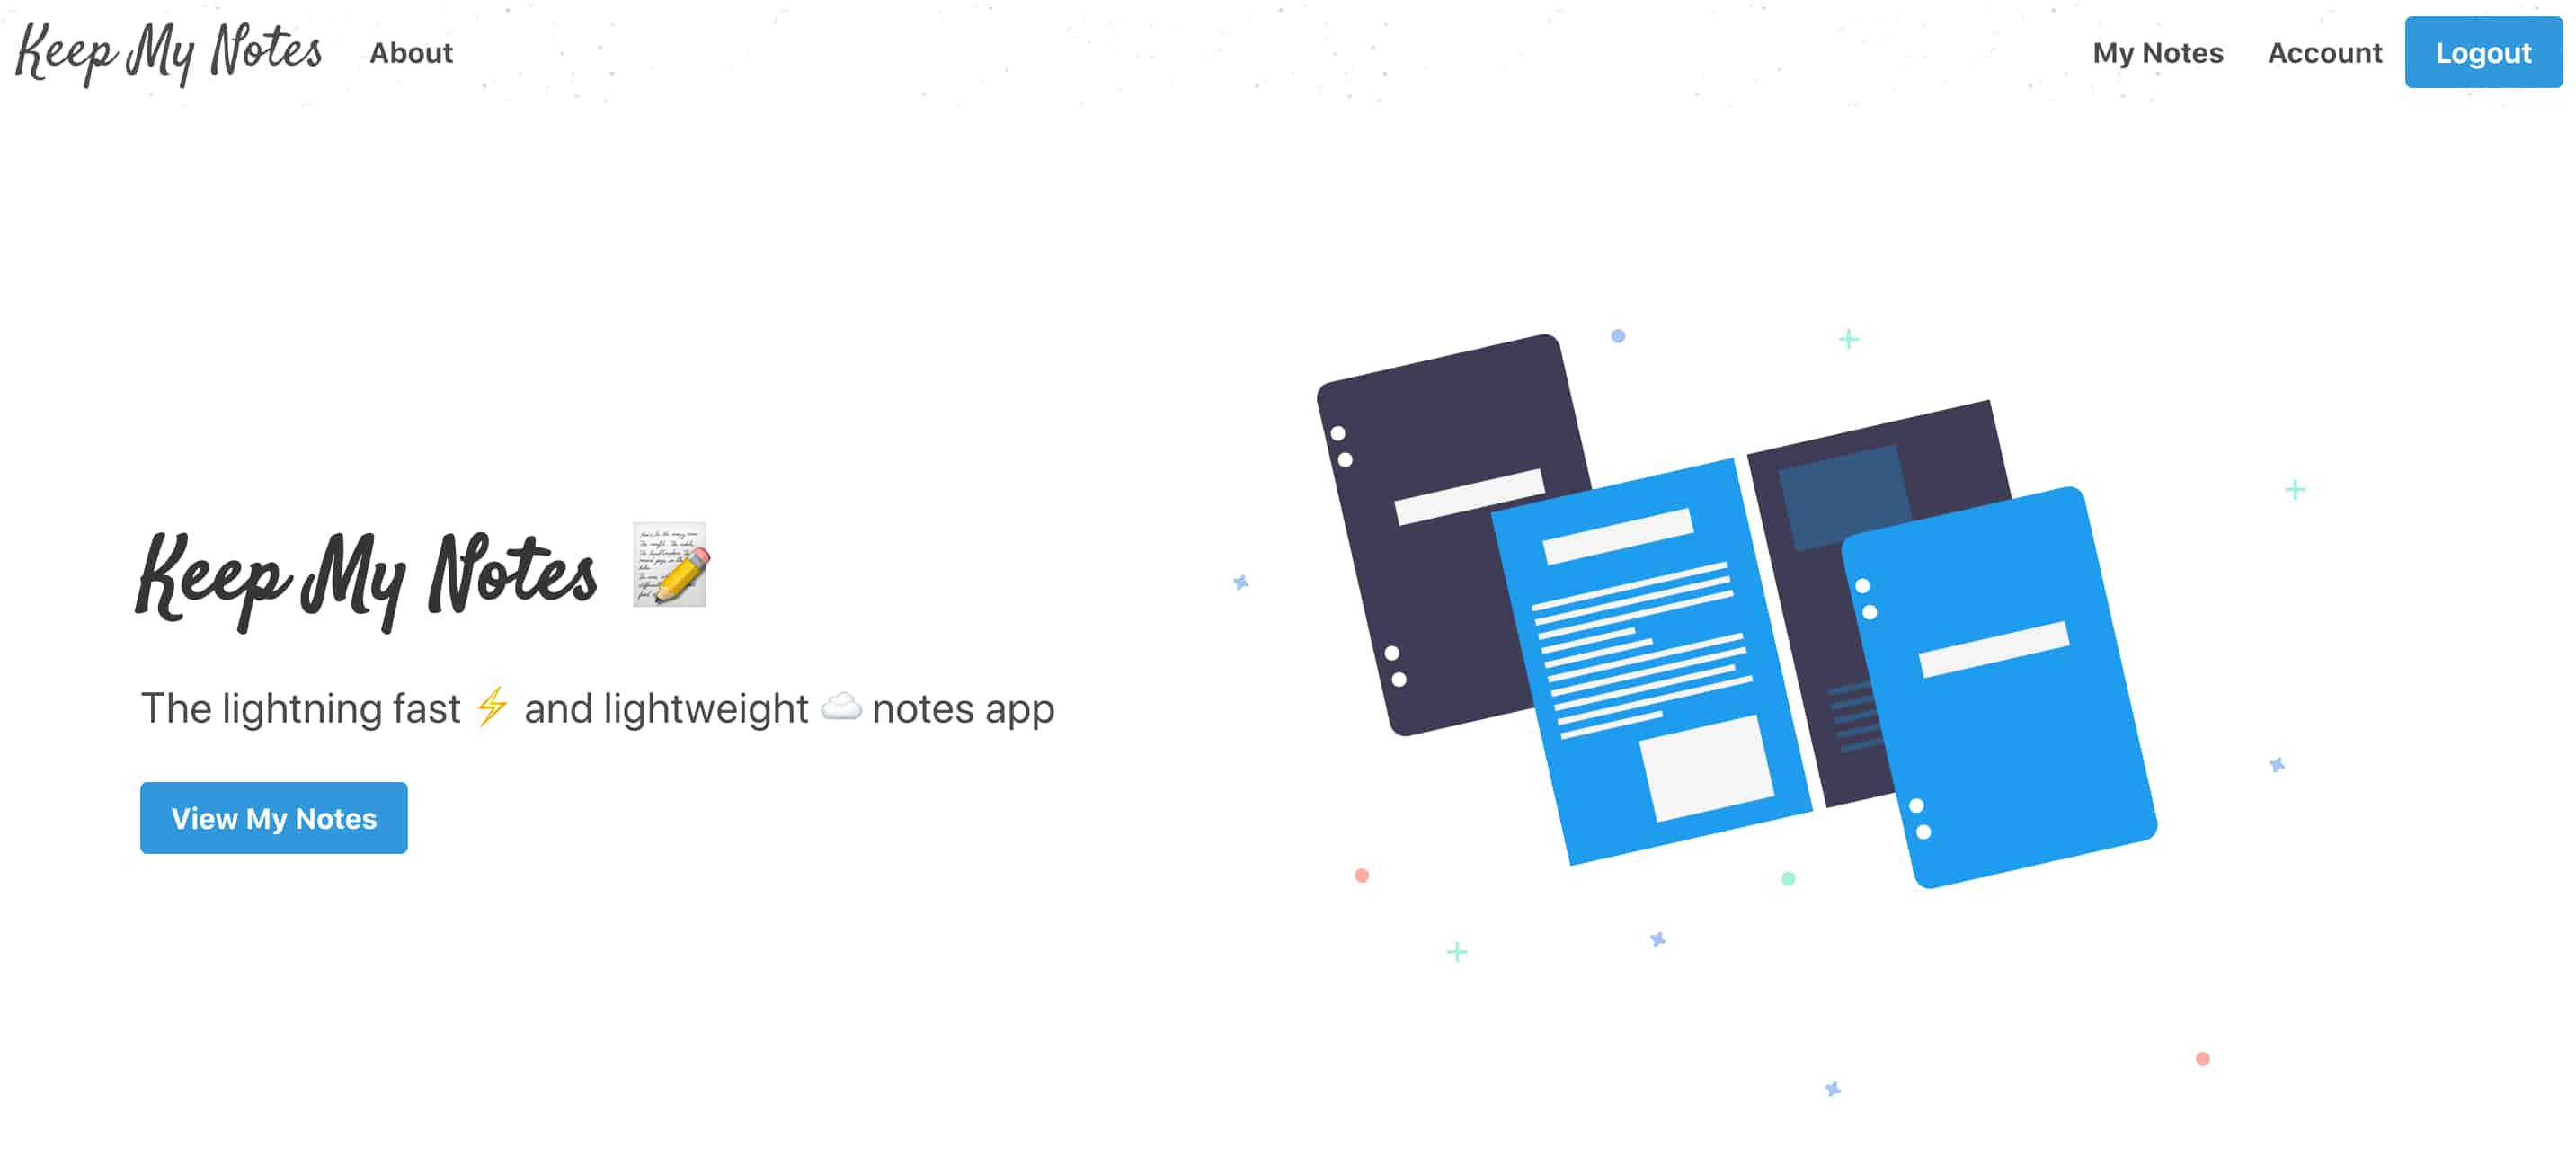 Keep My Notes About My Notes Account Logout
Keep My Notes 📝
The lightning fast ⚡ and lightweight ☁️ notes app
View My Notes